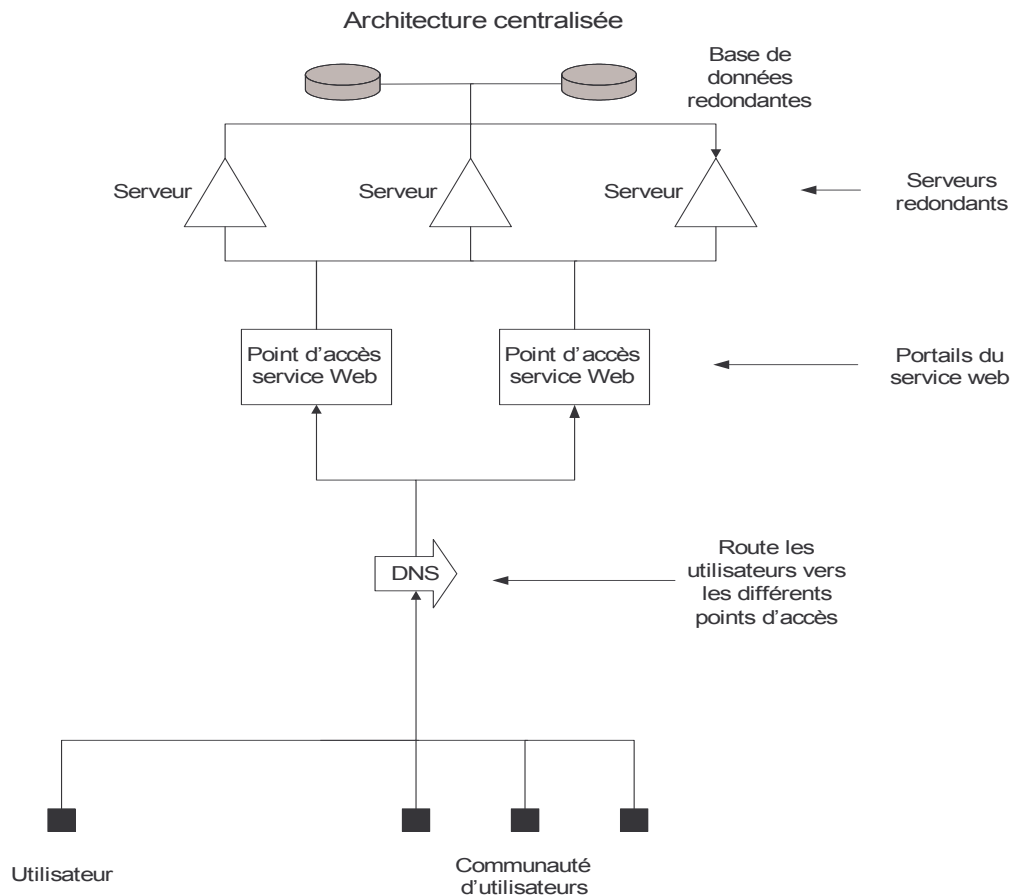 Architecture centralisée
Base de
données
redondantes
Serveur
Serveur
Serveur
Serveurs
redondants
Point d'accès
service Web
Point d'accès
service Web
Portails du
service web
DNS
Route les
utilisateurs vers
les différents
points d'accès
Utilisateur
Communauté
d'utilisateurs